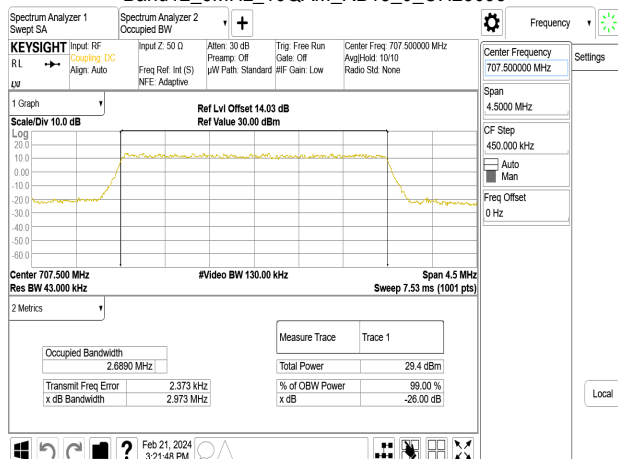 Spectrum Analyzer 1
Swept SA
Spectrum Analyzer 2
Occupied BW
▼
+
Frequency
▼
KEYSIGHT
R L
LXI
Input: RF
Coupling: DC
Align: Auto
Input Z: 50 Ω
Freq Ref: Int (S)
NFE: Adaptive
Atten: 30 dB
Preamp: Off
µW Path: Standard
Trig: Free Run
Gate: Off
#IF Gain: Low
Center Freq: 707.500000 MHz
Avg|Hold: 10/10
Radio Std: None
Center Frequency
707.500000 MHz
Settings
Span
4.5000 MHz
CF Step
450.000 kHz
Auto
Man
Freq Offset
0 Hz
Local
1 Graph
▼
Scale/Div 10.0 dB
Ref Lvl Offset 14.03 dB
Ref Value 30.00 dBm
Log
20.0
10.0
0.00
-10.0
-20.0
-30.0
-40.0
-50.0
-60.0
Center 707.500 MHz
Res BW 43.000 kHz
#Video BW 130.00 kHz
Span 4.5 MHz
Sweep 7.53 ms (1001 pts)
2 Metrics
▼
Measure Trace Trace 1
Occupied Bandwidth
2.6890 MHz
Total Power 29.4 dBm
Transmit Freq Error 2.373 kHz
% of OBW Power 99.00 %
x dB Bandwidth 2.973 MHz
x dB -26.00 dB
?
Feb 21, 2024
3:21:48 PM